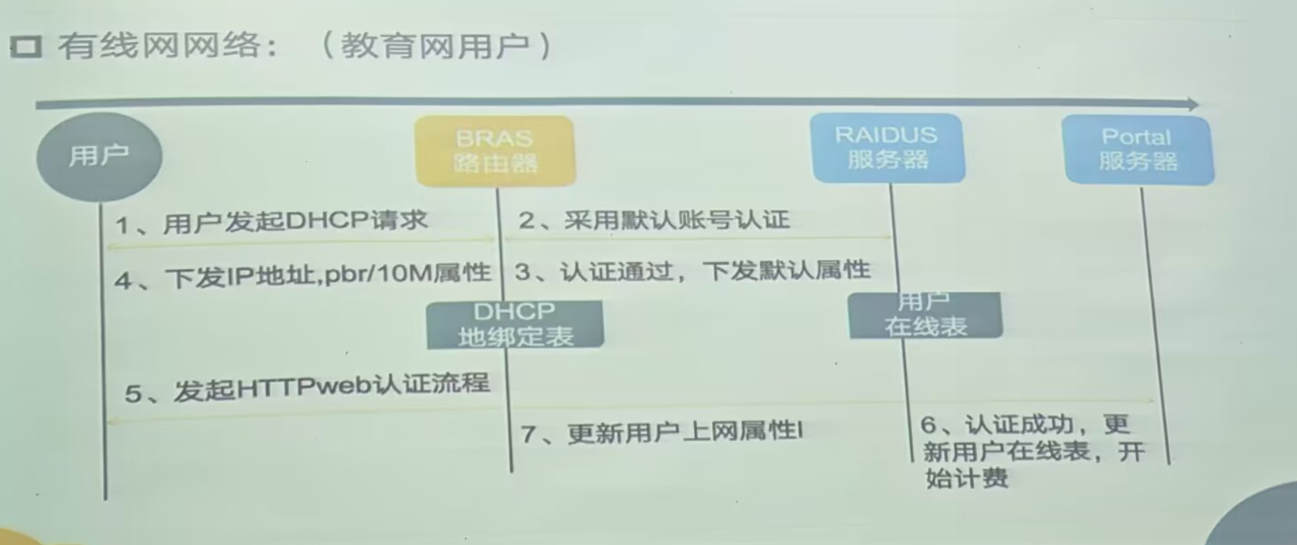 有线网网络：（教育网用户）
用户
BRAS
路由器
RAIDUS
服务器
Portal
服务器
1、用户发起DHCP请求
2、采用默认账号认证
4、下发IP地址,pbr/10M属性
3、认证通过，下发默认属性
DHCP
地绑定表
用户
在线表
5、发起HTTPweb认证流程
7、更新用户上网属性I
6、认证成功，更
新用户在线表，开
始计费